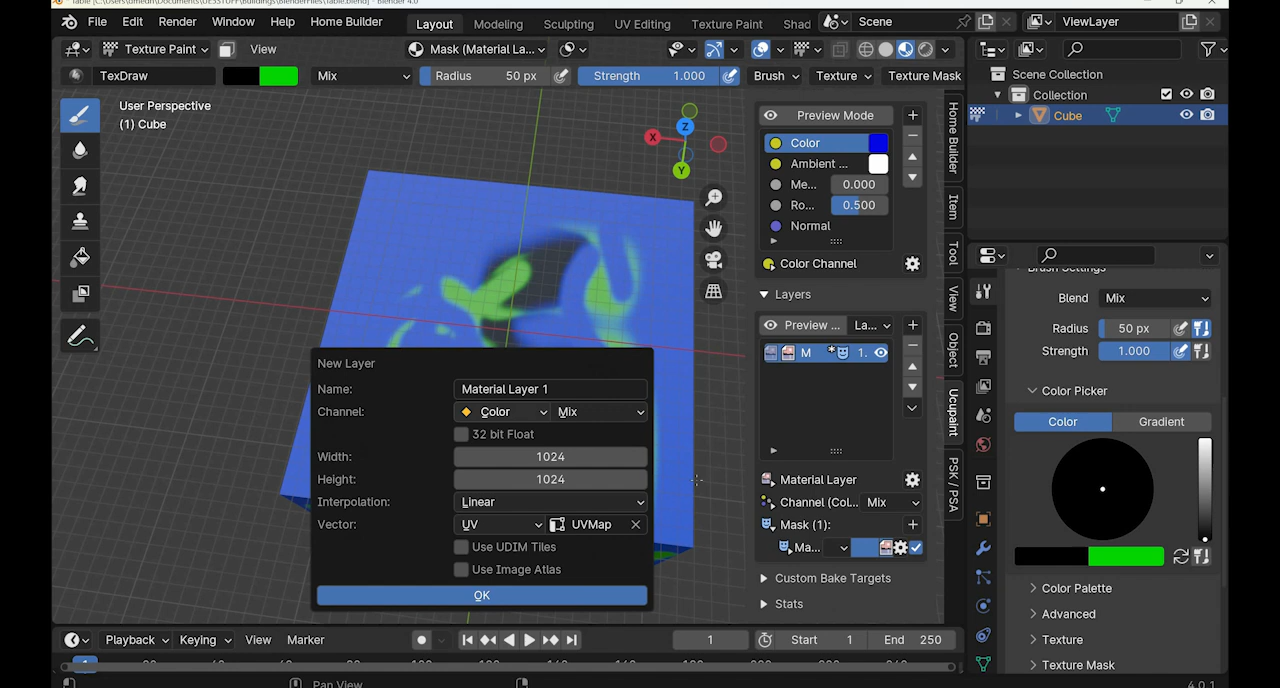 File Edit Render Window Help Home Builder Layout Modeling Sculpting UV Editing Texture Paint Shad Scene ViewLayer
Texture Paint View Mask (Material La...
TexDraw Mix Radius 50 px Strength 1.000 Brush Texture Texture Mask
User Perspective
(1) Cube
X
Y
Z
New Layer
Name: Material Layer 1
Channel: Color Mix
32 bit Float
Width: 1024
Height: 1024
Interpolation: Linear
Vector: UV UVMap
Use UDIM Tiles
Use Image Atlas
OK
Preview Mode
Color
Ambient ...
Me... 0.000
Ro... 0.500
Normal
Color Channel
Layers
Preview ... La...
M * 1.
Material Layer
Channel (Col... Mix
Mask (1):
Ma...
Custom Bake Targets
Stats
Home Builder
Item
Tool
View
Object
Ucupaint
PSK / PSA
Scene Collection
Collection
Cube
Brush Settings
Blend Mix
Radius 50 px
Strength 1.000
Color Picker
Color Gradient
Color Palette
Advanced
Texture
Texture Mask
Playback Keying View Marker 1 Start 1 End 250
Pan View
4.0.1